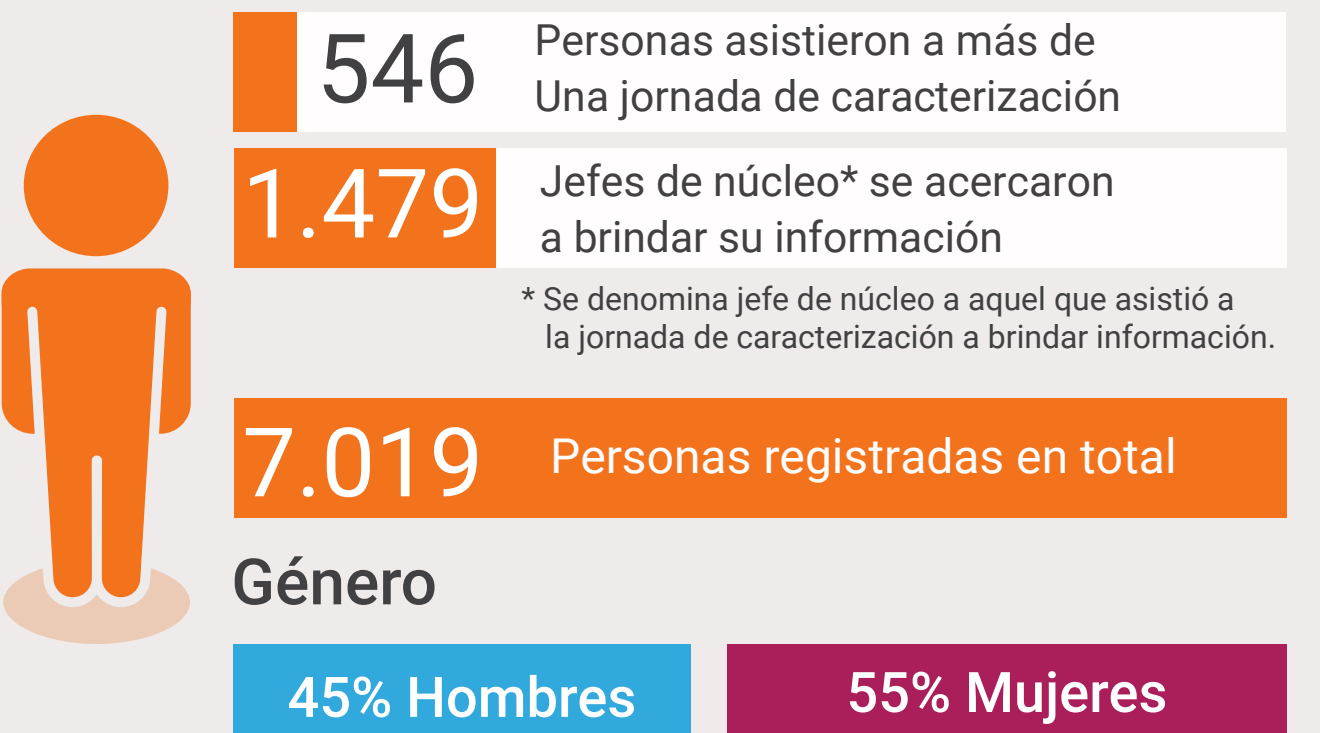 546
Personas asistieron a más de
Una jornada de caracterización
1.479
Jefes de núcleo* se acercaron
a brindar su información
* Se denomina jefe de núcleo a aquel que asistió a
la jornada de caracterización a brindar información.
7.019
Personas registradas en total
Género
45% Hombres
55% Mujeres